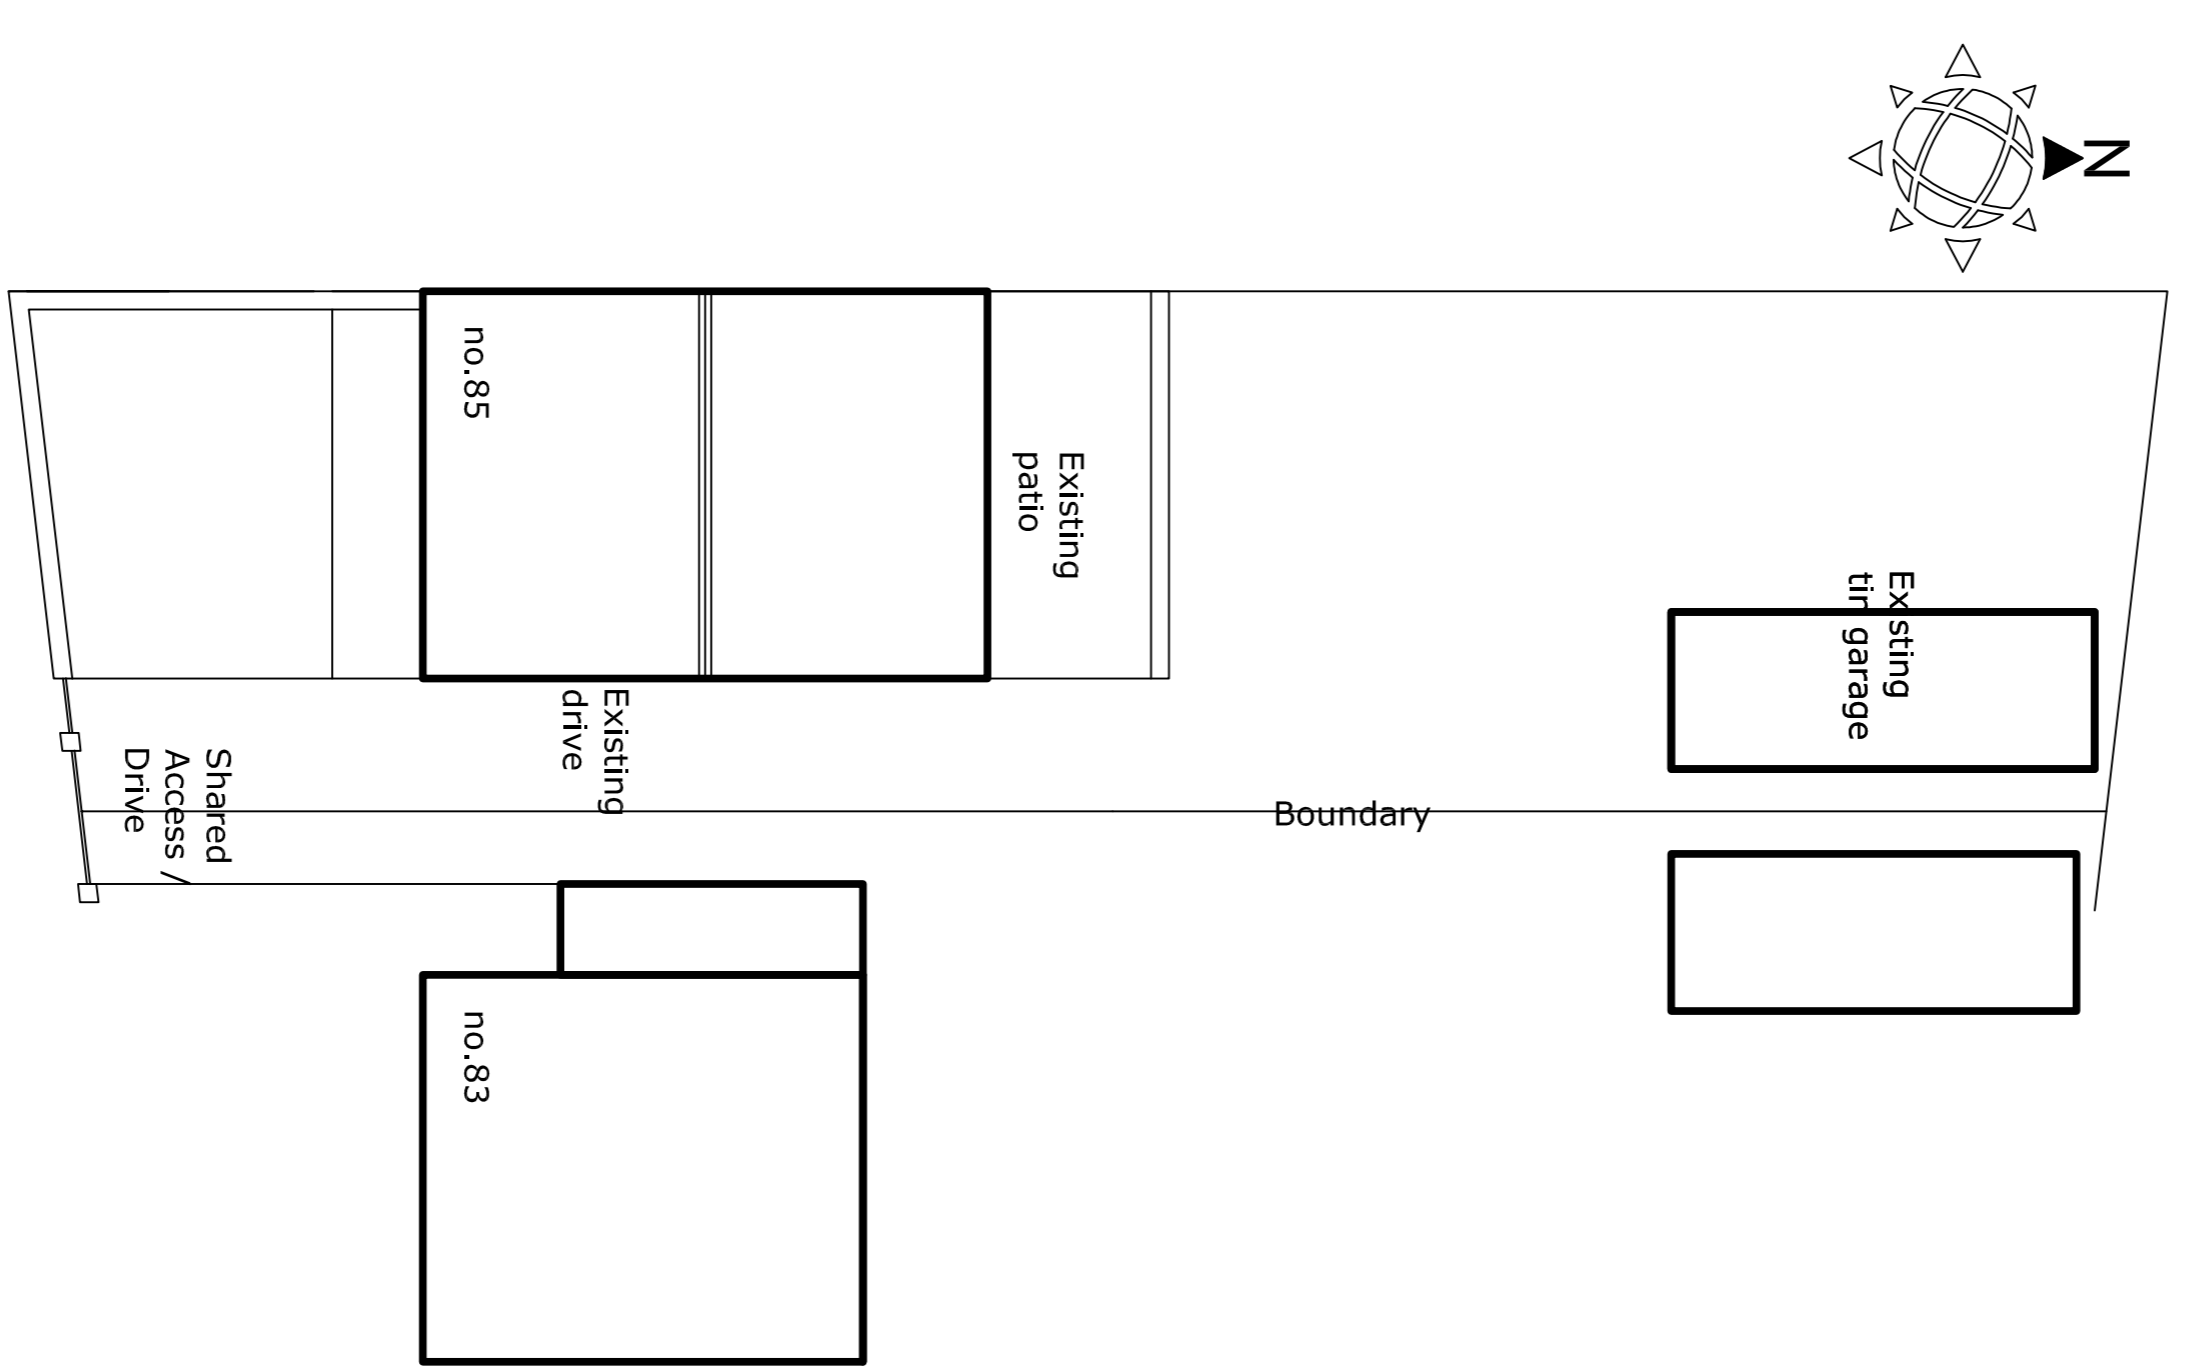 N
no.85
Existing
patio
Existing
tin garage
Existing
drive
Shared
Access /
Drive
Boundary
no.83